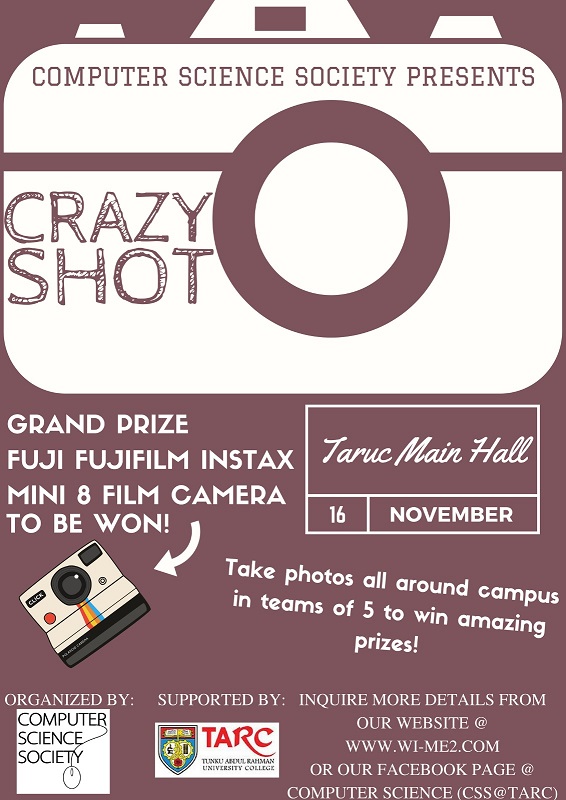 COMPUTER SCIENCE SOCIETY PRESENTS
CRAZY
SHOT
GRAND PRIZE
FUJI FUJIFILM INSTAX
MINI 8 FILM CAMERA
TO BE WON!
Taruc Main Hall
16 NOVEMBER
CLICK
Take photos all around campus
in teams of 5 to win amazing
prizes!
ORGANIZED BY:
COMPUTER
SCIENCE
SOCIETY
SUPPORTED BY:
TARC
TUNKU ABDUL RAHMAN
UNIVERSITY COLLEGE
INQUIRE MORE DETAILS FROM
OUR WEBSITE @
WWW.WI-ME2.COM
OR OUR FACEBOOK PAGE @
COMPUTER SCIENCE (CSS@TARC)